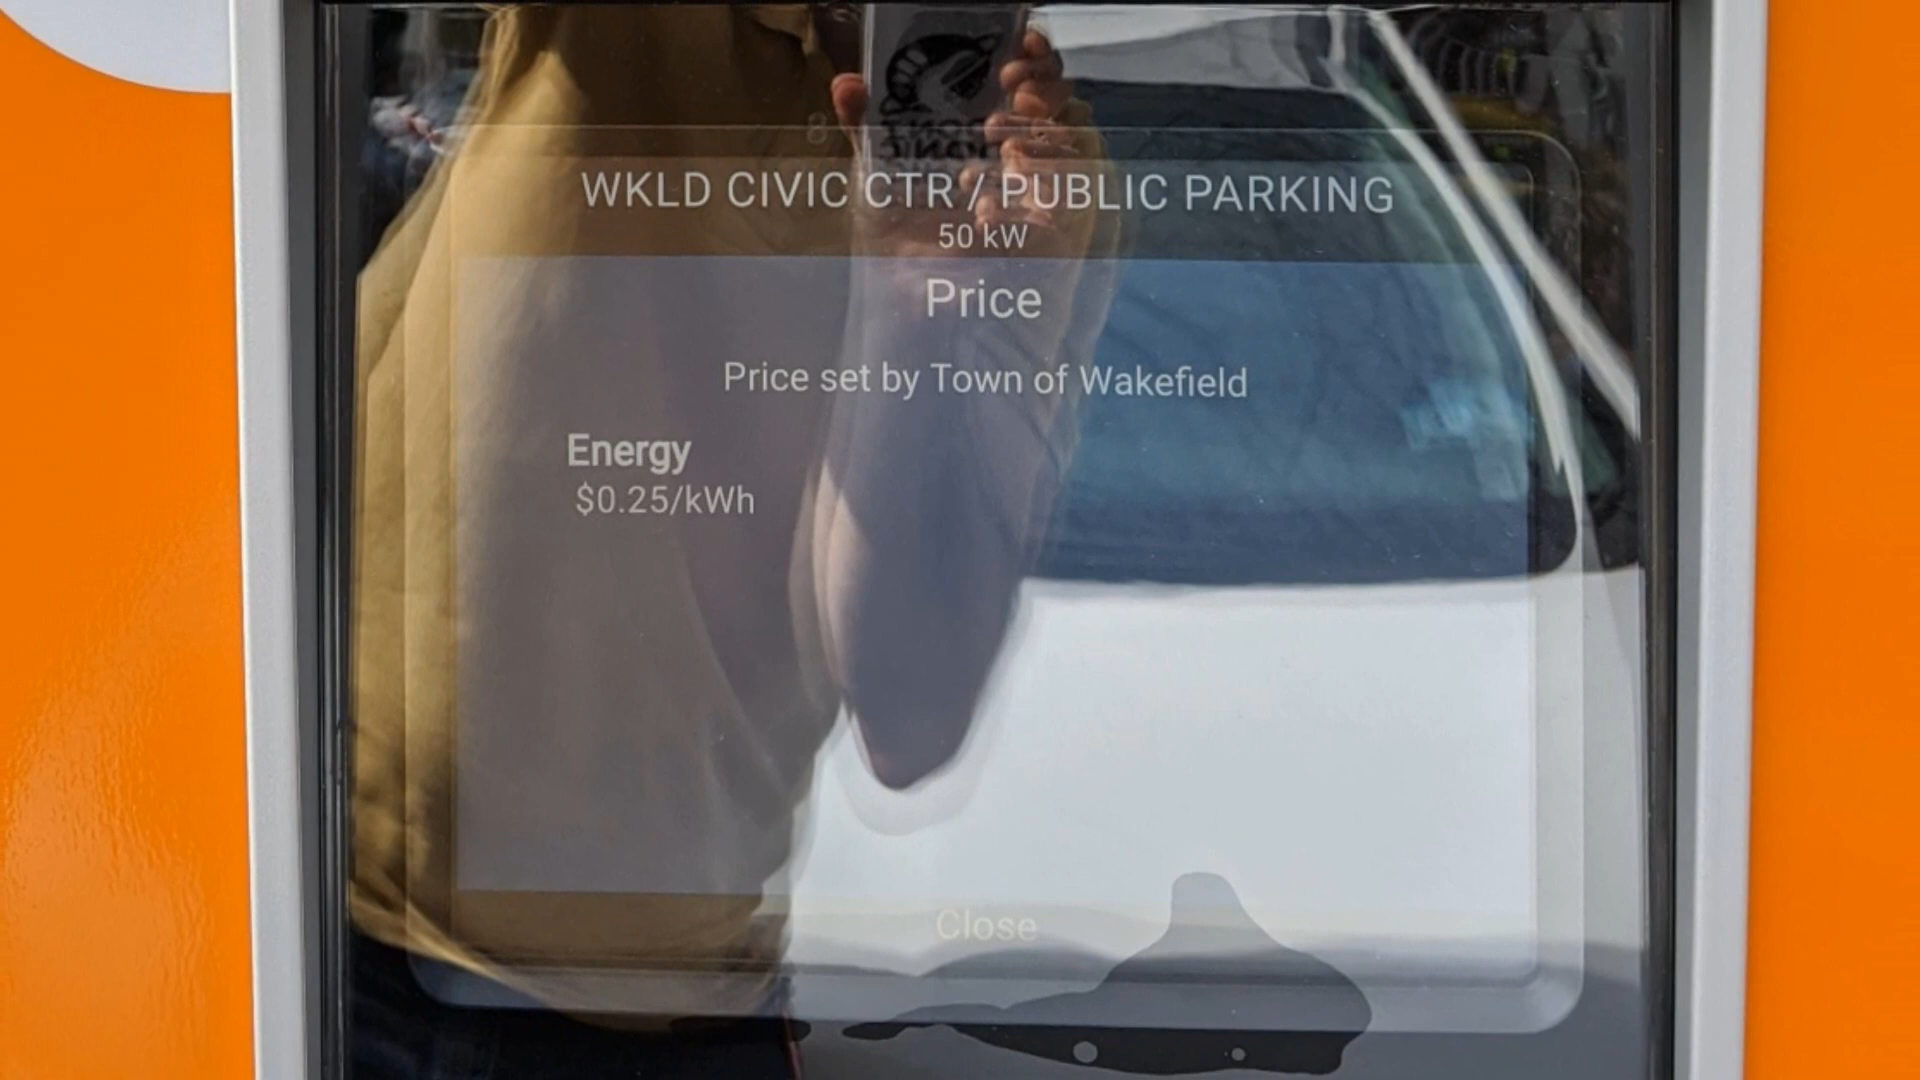 WKLD CIVIC CTR / PUBLIC PARKING
50 kW
Price
Price set by Town of Wakefield
Energy
$0.25/kWh
Close